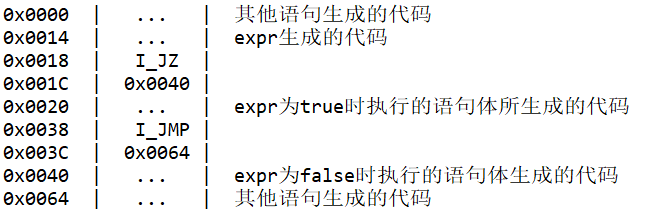 0x0000 | ... | 其他语句生成的代码
0x0014 | ... | expr生成的代码
0x0018 | I_JZ |
0x001C | 0x0040 |
0x0020 | ... | expr为true时执行的语句体所生成的代码
0x0038 | I_JMP |
0x003C | 0x0064 |
0x0040 | ... | expr为false时执行的语句体生成的代码
0x0064 | ... | 其他语句生成的代码